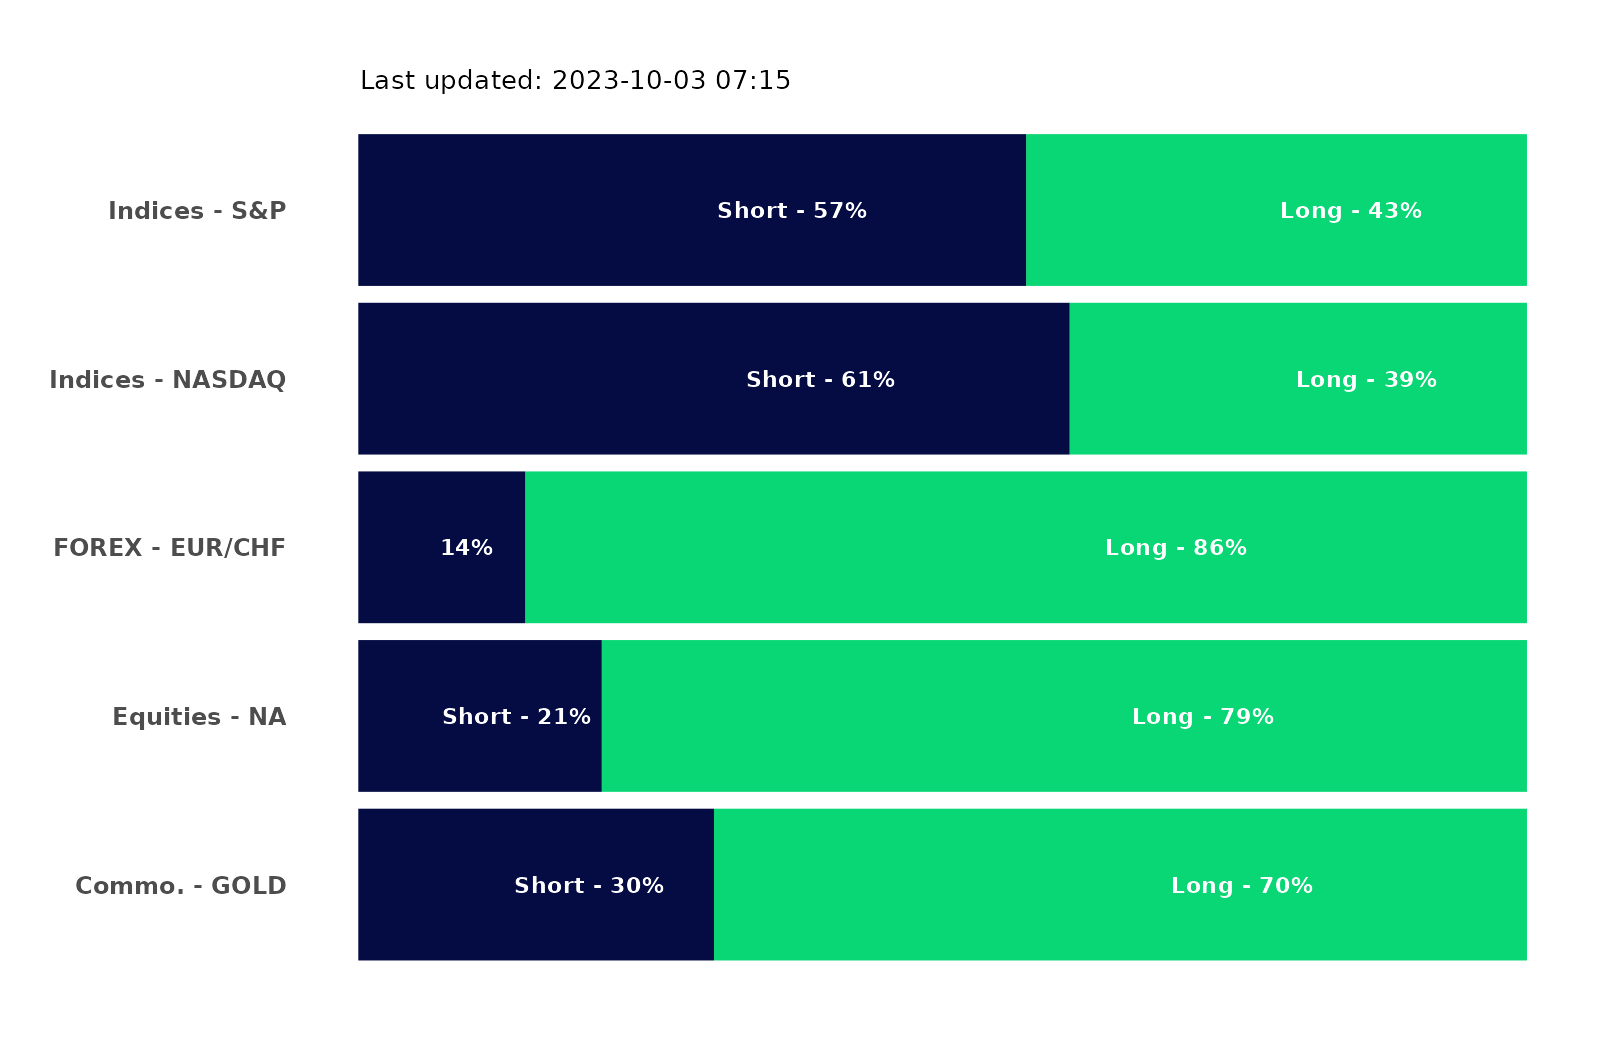 Last updated: 2023-10-03 07:15
Indices - S&P Short - 57% Long - 43%
Indices - NASDAQ Short - 61% Long - 39%
FOREX - EUR/CHF 14% Long - 86%
Equities - NA Short - 21% Long - 79%
Commo. - GOLD Short - 30% Long - 70%